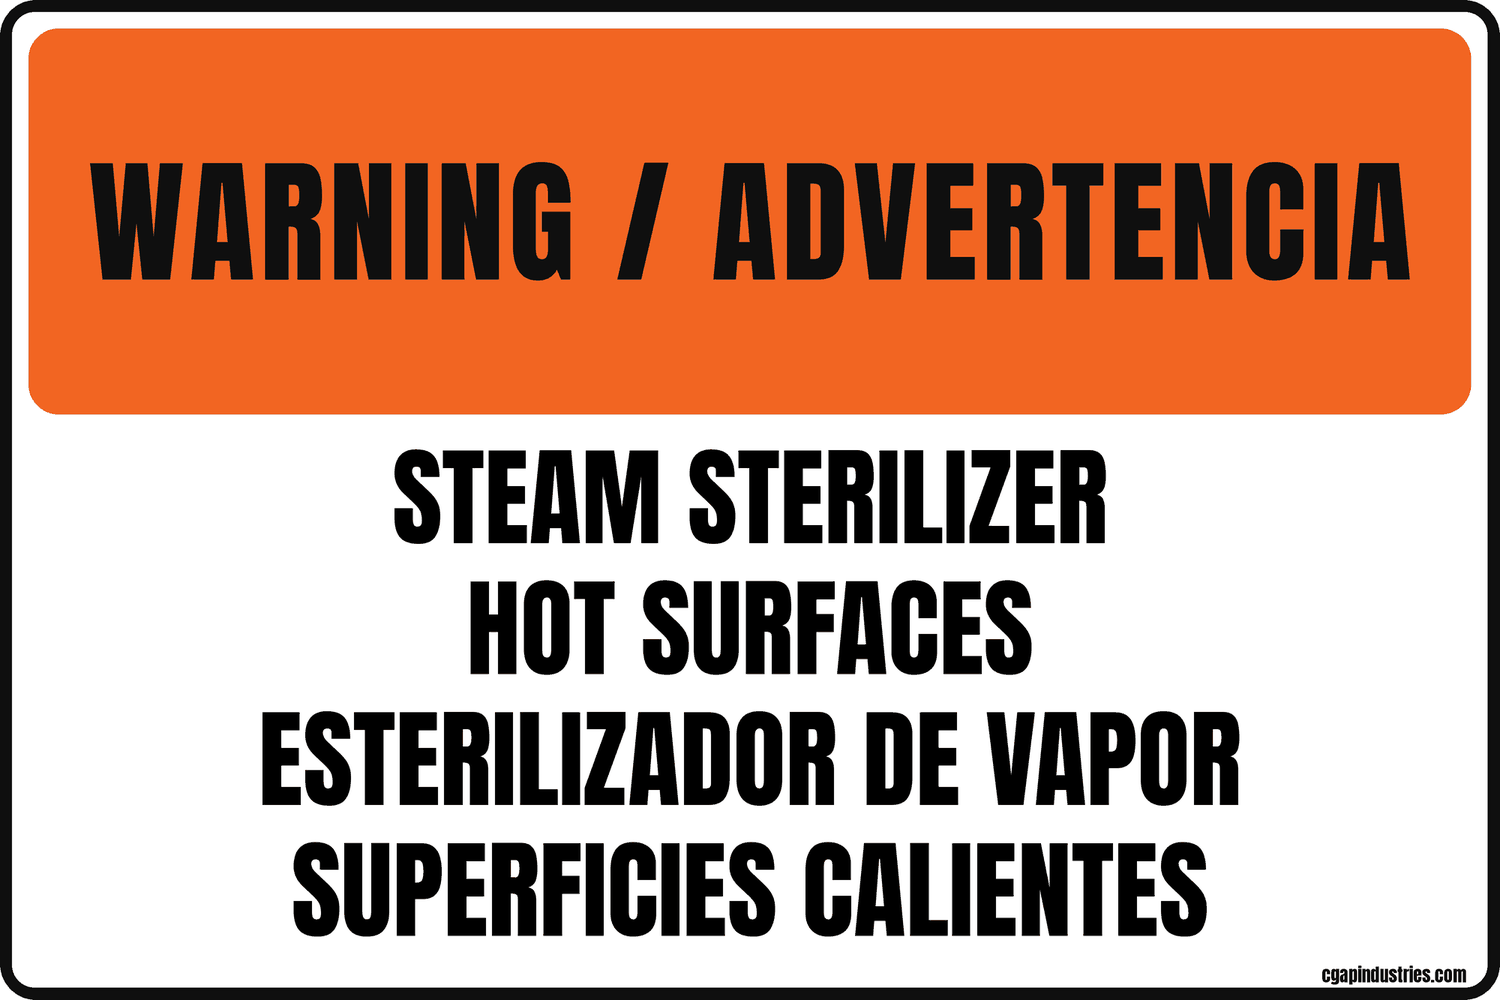 WARNING / ADVERTENCIA
STEAM STERILIZER
HOT SURFACES
ESTERILIZADOR DE VAPOR
SUPERFICIES CALIENTES
cgapindustries.com